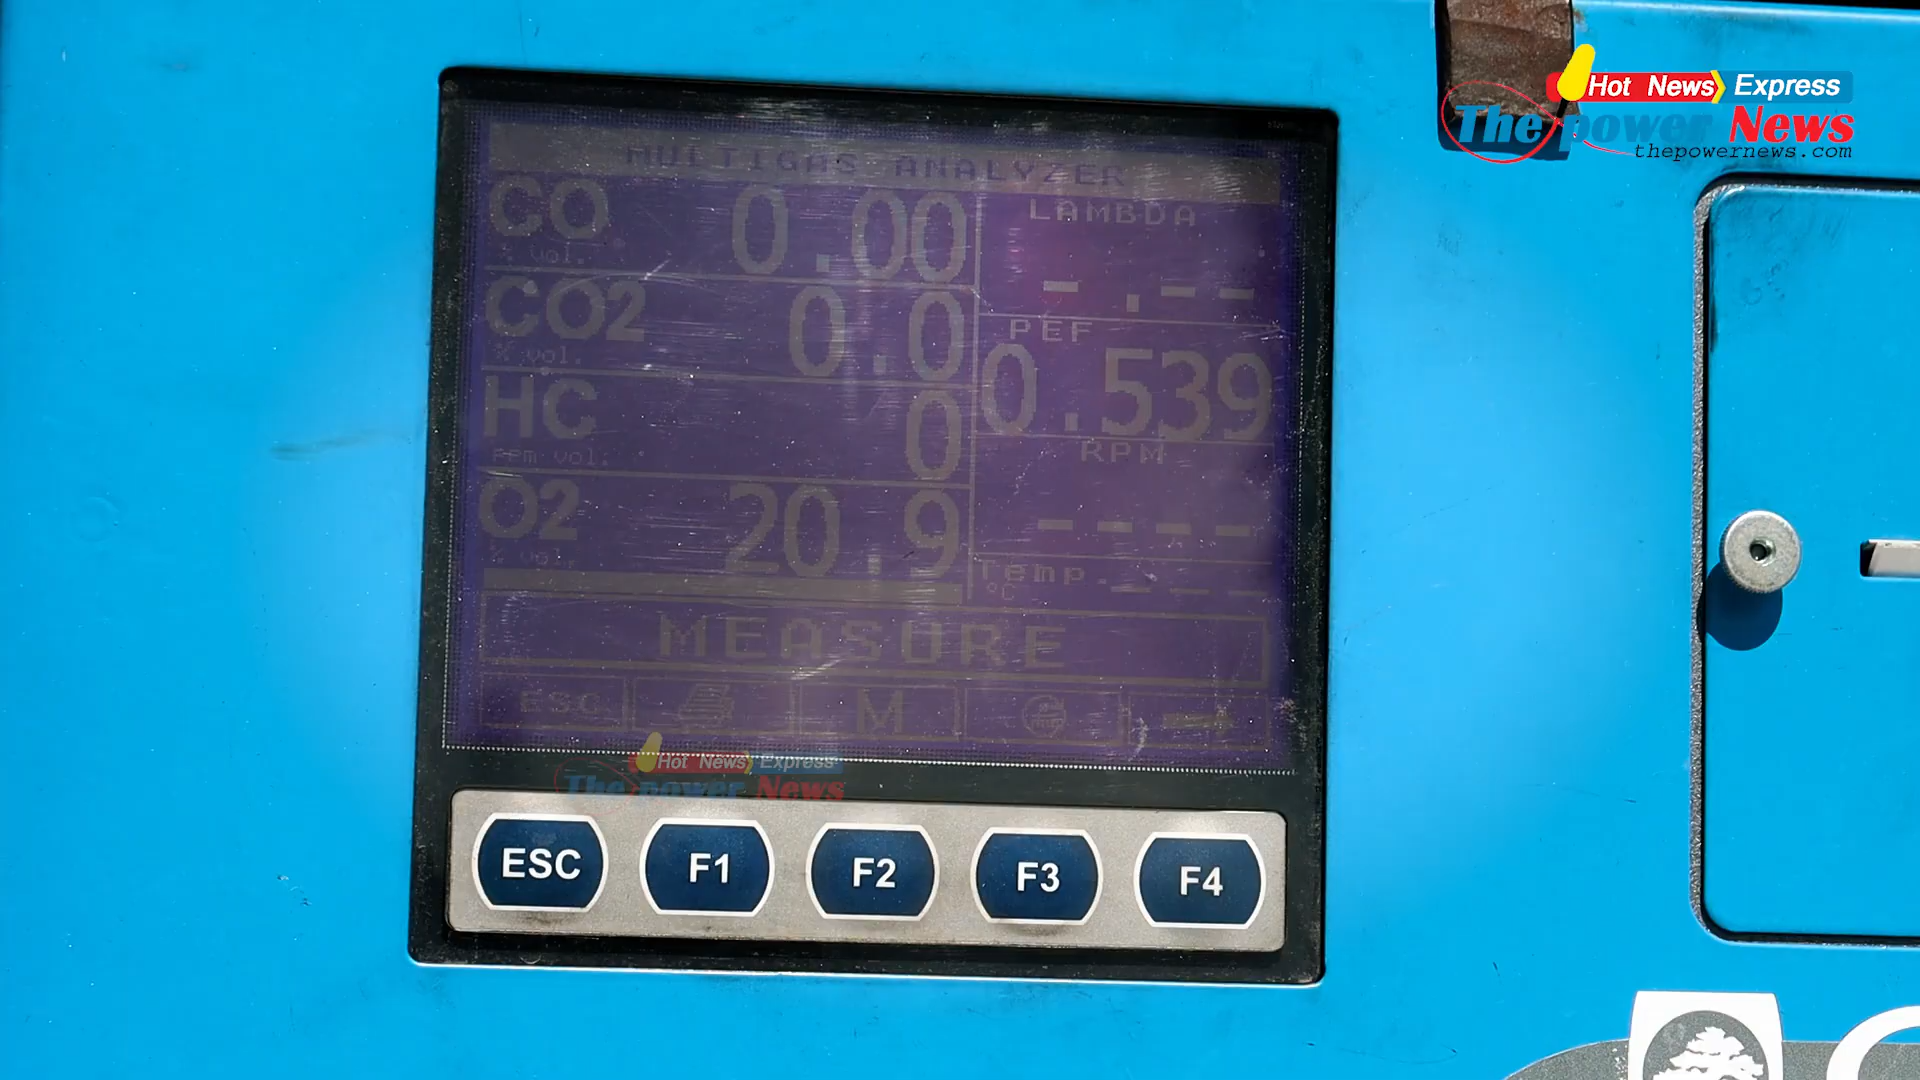 Hot News Express
The power News
thepowernews.com
MULTIGAS ANALYZER
CO 0.00
% vol.
CO2 0.0
% vol.
HC 0
ppm vol.
O2 20.9
% vol.
LAMBDA
-.--
PEF
0.539
RPM
----
Temp. ---
°C
MEASURE
ESC M
Hot News Express
The power News
ESC F1 F2 F3 F4